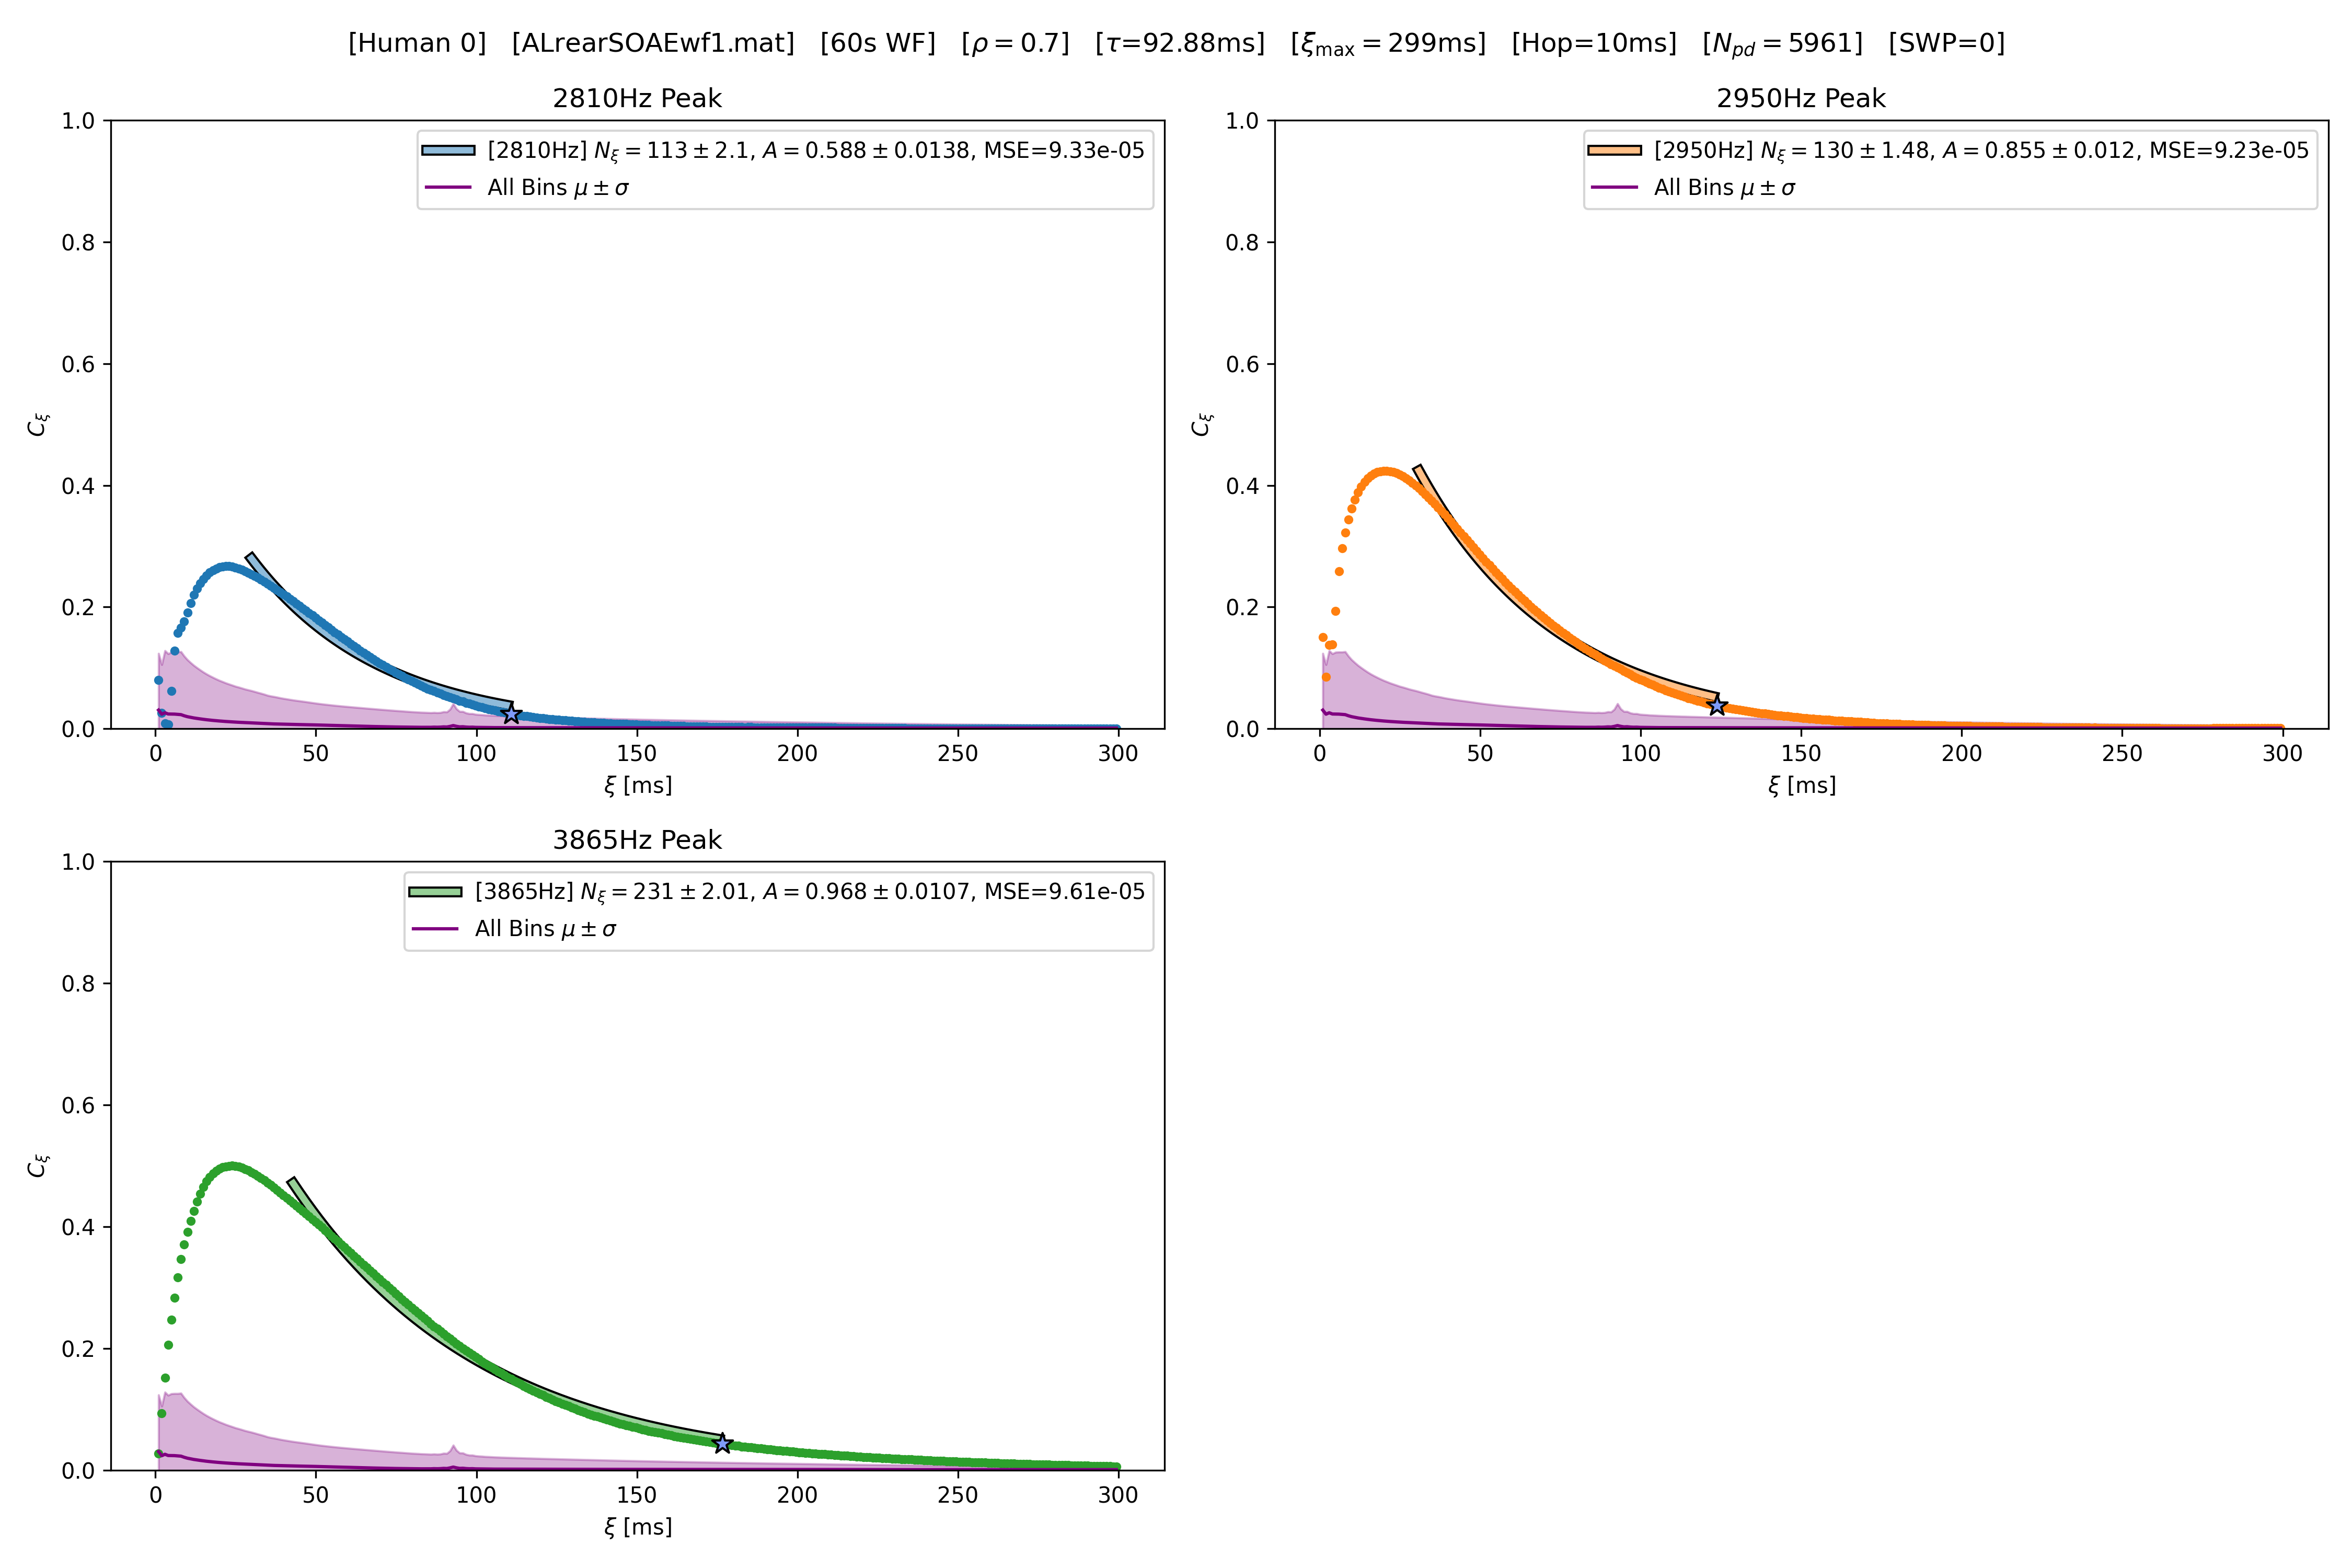 [Human 0] [ALrearSOAEwf1.mat] [60s WF] [ρ = 0.7] [τ=92.88ms] [ξmax = 299ms] [Hop=10ms] [Npd = 5961] [SWP=0]
2810Hz Peak
[2810Hz] Nξ = 113 ± 2.1, A = 0.588 ± 0.0138, MSE=9.33e-05
All Bins μ ± σ
1.0
0.8
0.6
0.4
0.2
0.0
Cξ
0 50 100 150 200 250 300
ξ [ms]
2950Hz Peak
[2950Hz] Nξ = 130 ± 1.48, A = 0.855 ± 0.012, MSE=9.23e-05
All Bins μ ± σ
1.0
0.8
0.6
0.4
0.2
0.0
Cξ
0 50 100 150 200 250 300
ξ [ms]
3865Hz Peak
[3865Hz] Nξ = 231 ± 2.01, A = 0.968 ± 0.0107, MSE=9.61e-05
All Bins μ ± σ
1.0
0.8
0.6
0.4
0.2
0.0
Cξ
0 50 100 150 200 250 300
ξ [ms]